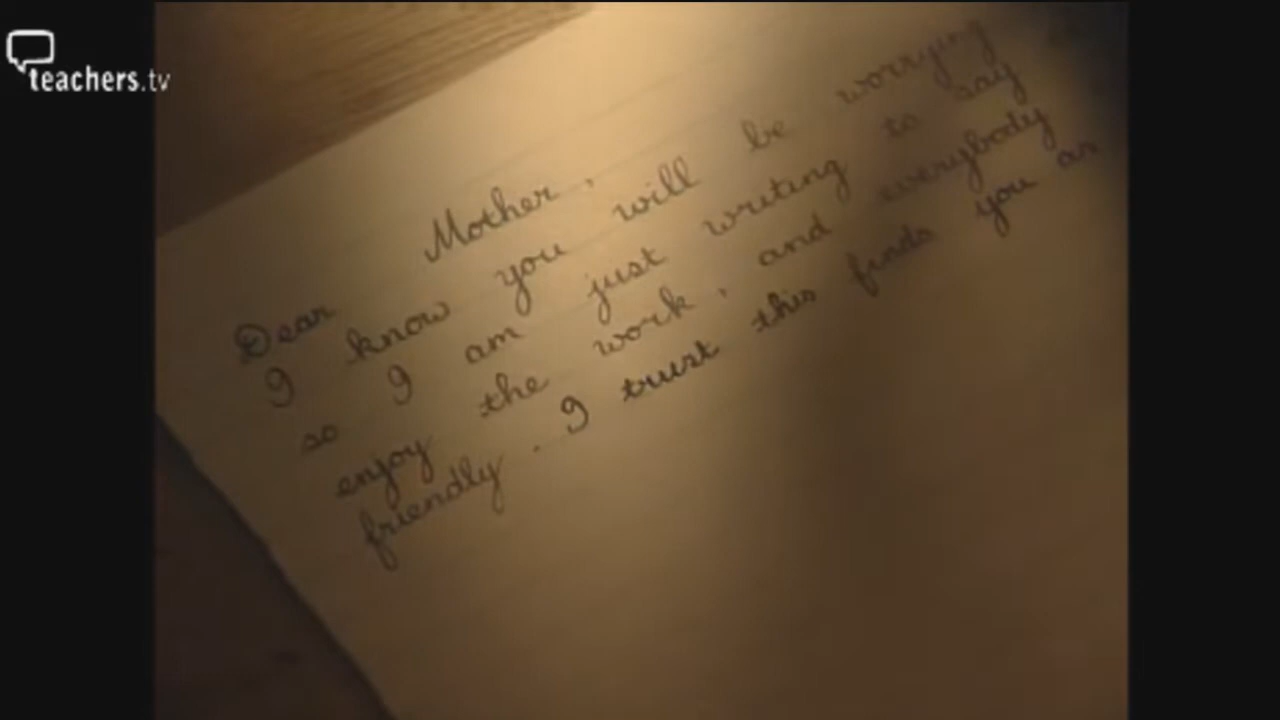 teachers.tv
Dear Mother,
I know you will be worrying
so I am just writing to say
enjoy the work, and everybody
friendly. I trust this finds you as